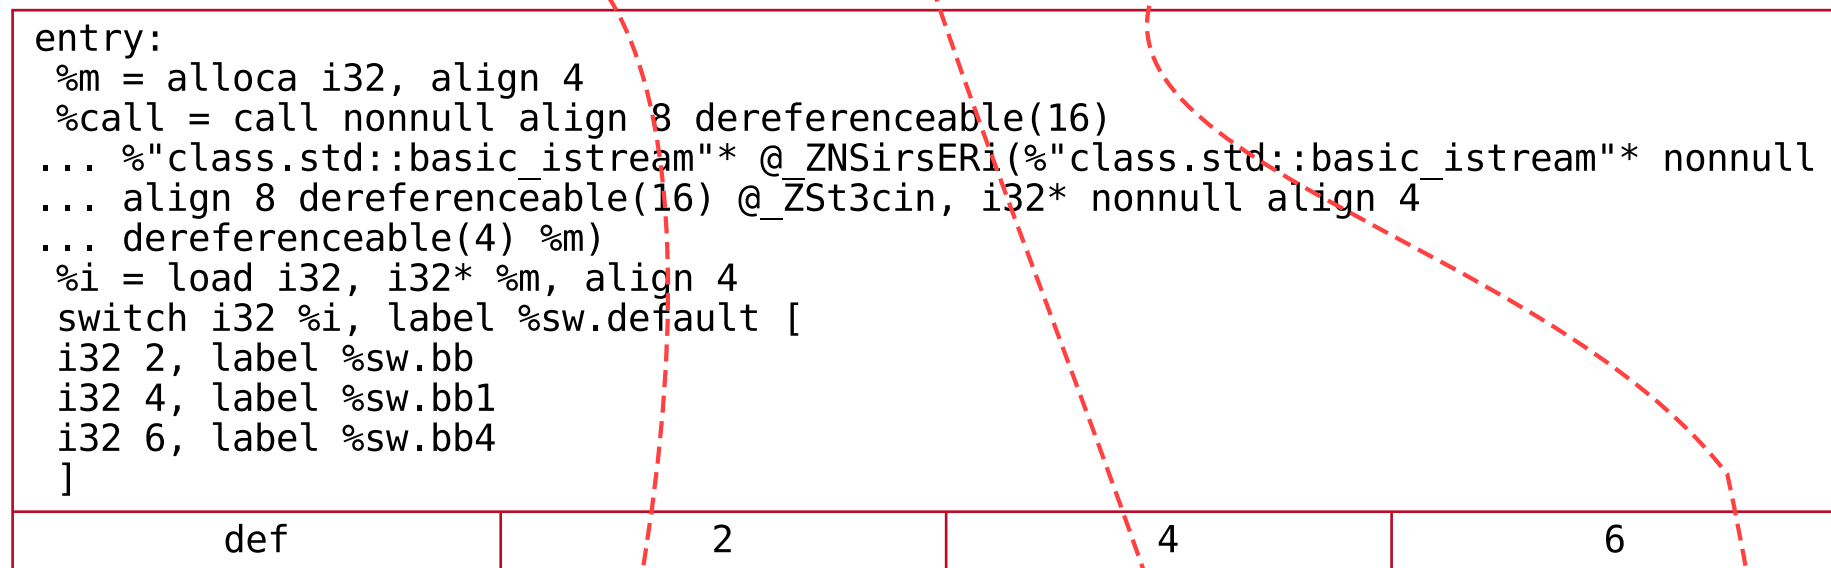 entry:
 %m = alloca i32, align 4
 %call = call nonnull align 8 dereferenceable(16)
... %"class.std::basic_istream"* @_ZNSirsERi(%"class.std::basic_istream"* nonnull
... align 8 dereferenceable(16) @_ZSt3cin, i32* nonnull align 4
... dereferenceable(4) %m)
 %i = load i32, i32* %m, align 4
 switch i32 %i, label %sw.default [
 i32 2, label %sw.bb
 i32 4, label %sw.bb1
 i32 6, label %sw.bb4
 ]
def 2 4 6